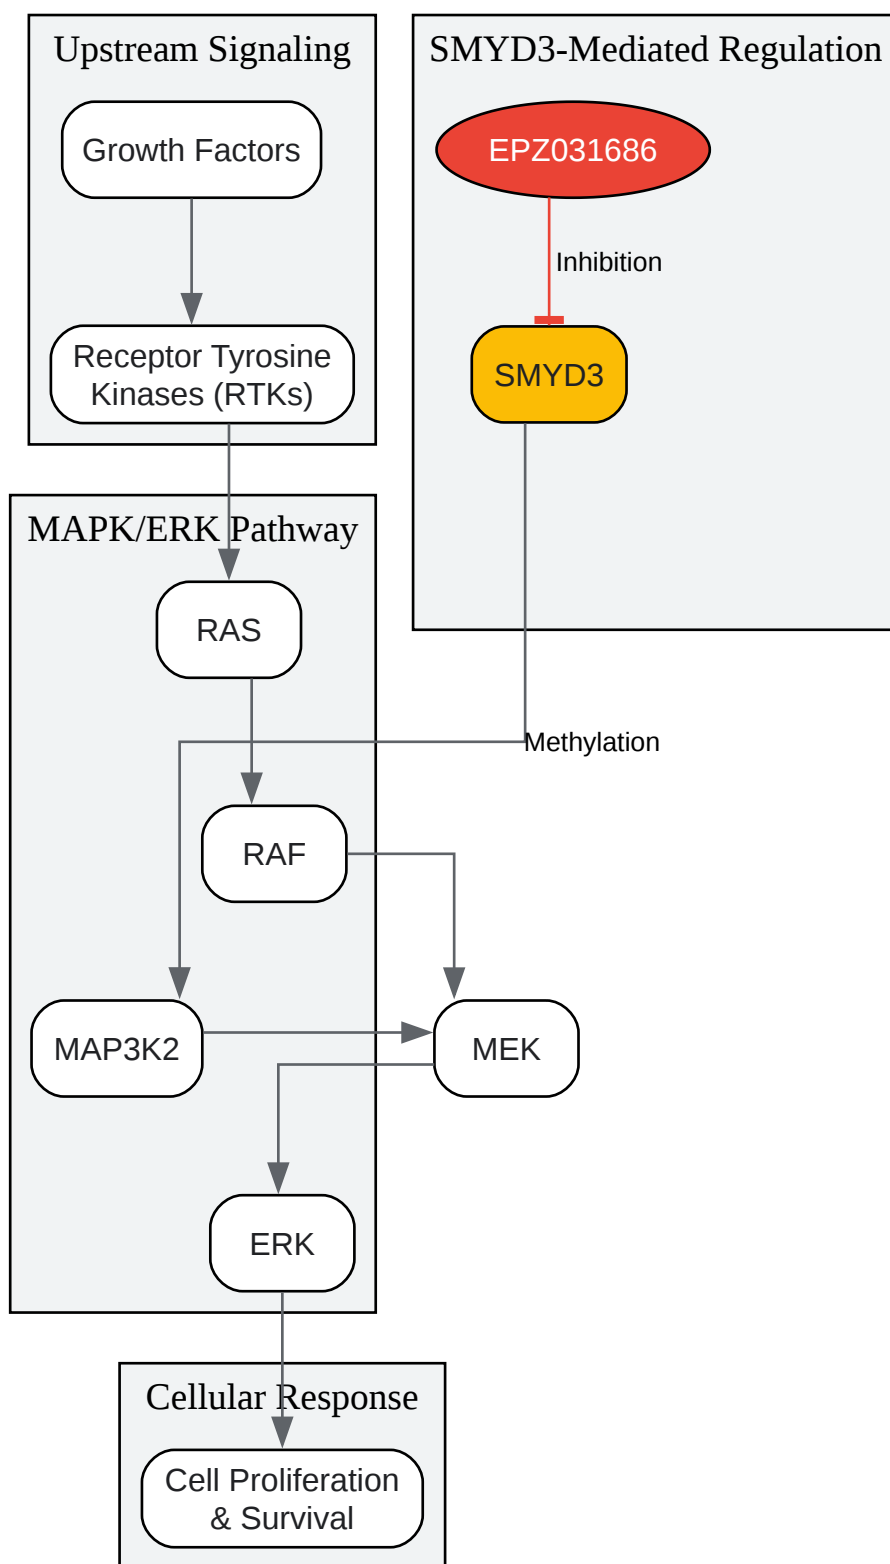 Upstream Signaling
SMYD3-Mediated Regulation
Growth Factors
EPZ031686
Inhibition
Receptor Tyrosine
Kinases (RTKs)
SMYD3
MAPK/ERK Pathway
RAS
Methylation
RAF
MAP3K2
MEK
ERK
Cellular Response
Cell Proliferation
& Survival